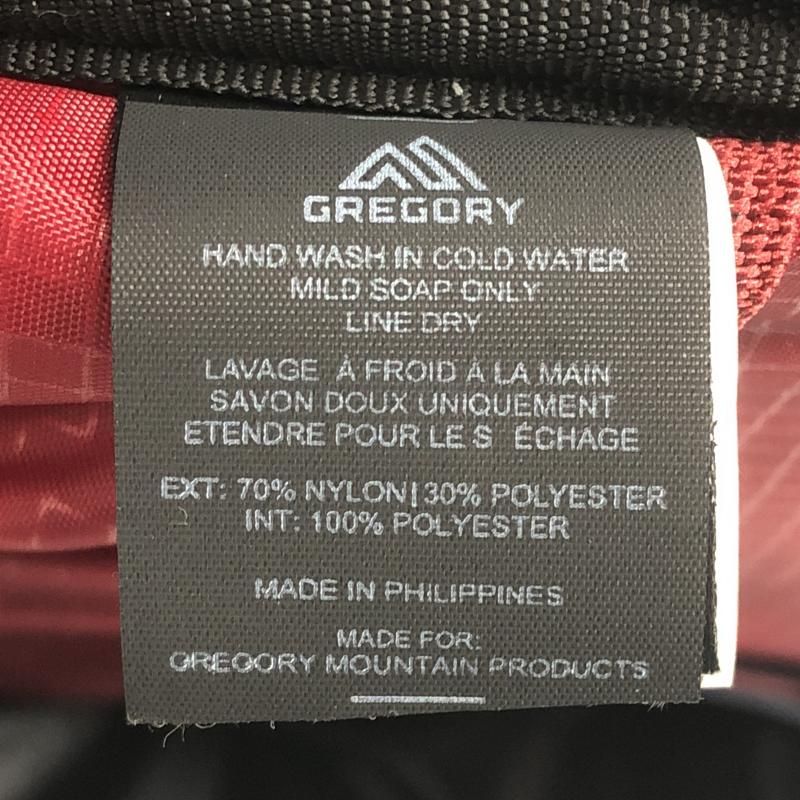 GREGORY
HAND WASH IN COLD WATER
MILD SOAP ONLY
LINE DRY
LAVAGE À FROID À LA MAIN
SAVON DOUX UNIQUEMENT
ETENDRE POUR LE S ÉCHAGE
EXT: 70% NYLON|30% POLYESTER
INT: 100% POLYESTER
MADE IN PHILIPPINES
MADE FOR:
GREGORY MOUNTAIN PRODUCTS